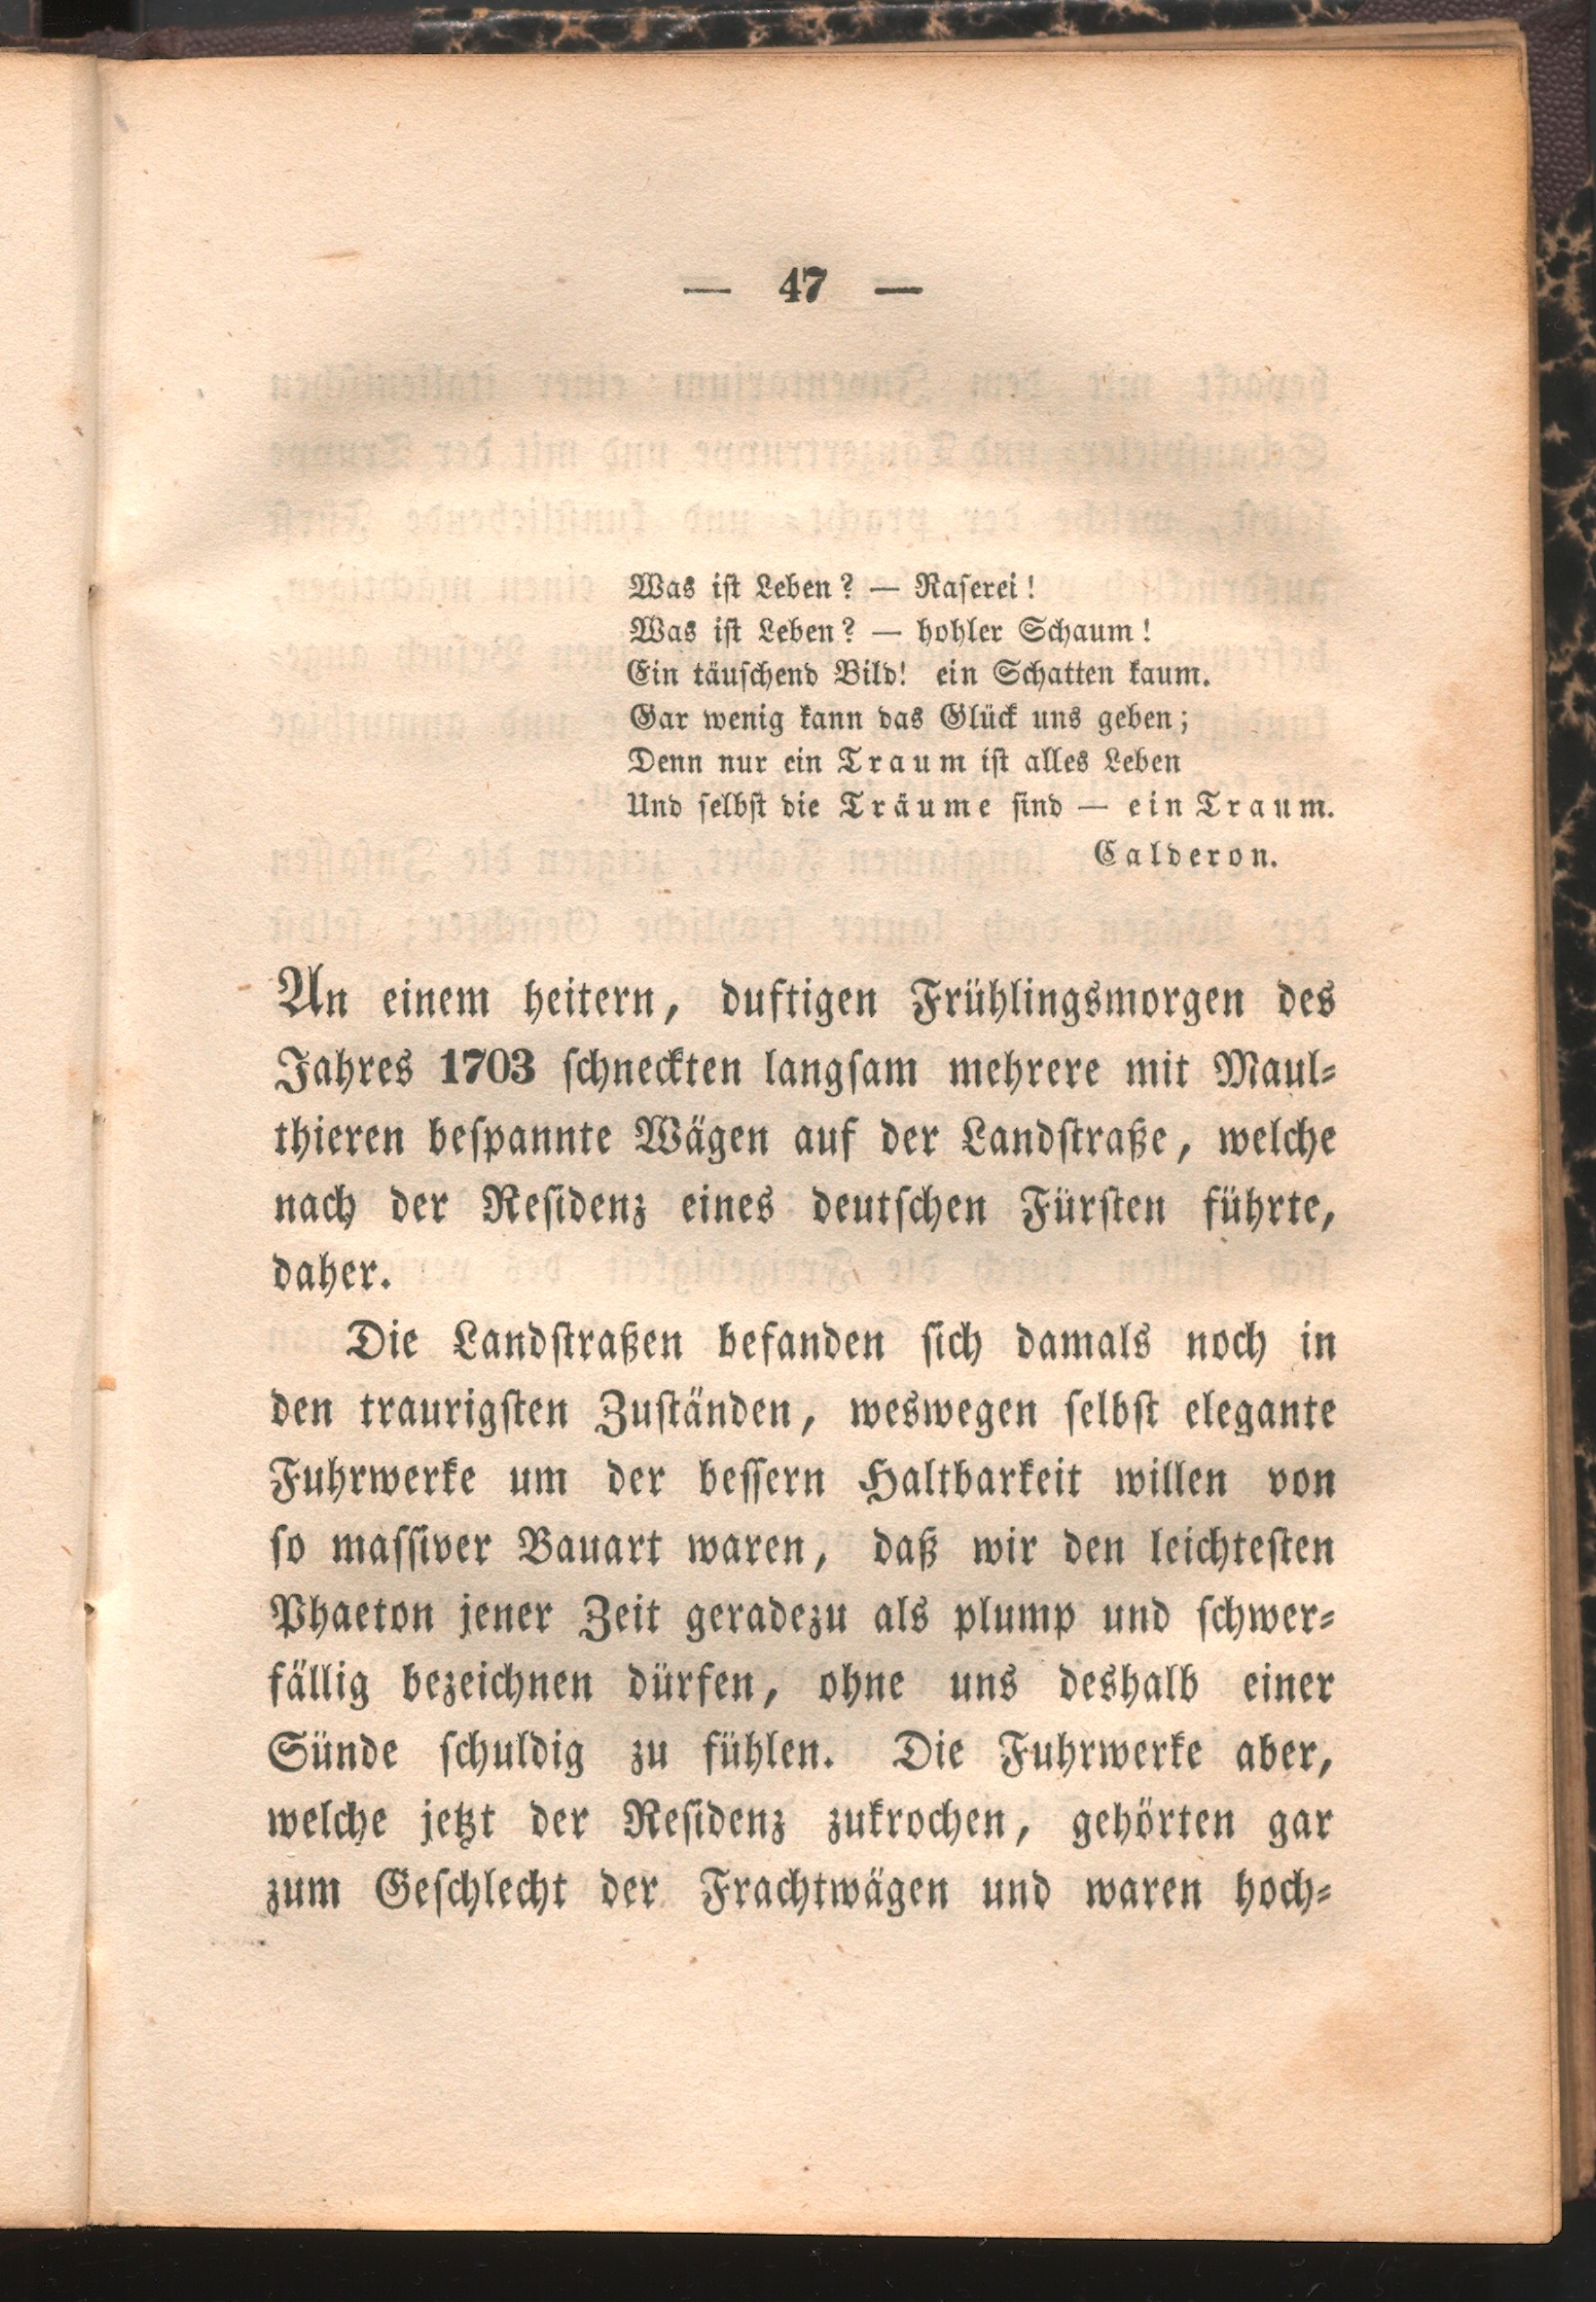 — 47 —
Was iſt Leben? — Raſerei!
Was iſt Leben? — hohler Schaum!
Ein täuſchend Bild! ein Schatten kaum.
Gar wenig kann das Glück uns geben;
Denn nur ein Traum iſt alles Leben
Und ſelbſt die Träume ſind — ein Traum.
Calderon.
An einem heitern, duftigen Frühlingsmorgen des
Jahres 1703 ſchneckten langſam mehrere mit Maul⸗
thieren beſpannte Wägen auf der Landſtraße, welche
nach der Reſidenz eines deutſchen Fürſten führte,
daher.
Die Landſtraßen befanden ſich damals noch in
den traurigſten Zuſtänden, weswegen ſelbſt elegante
Fuhrwerke um der beſſern Haltbarkeit willen von
ſo maſſiver Bauart waren, daß wir den leichteſten
Phaeton jener Zeit geradezu als plump und ſchwer⸗
fällig bezeichnen dürfen, ohne uns deshalb einer
Sünde ſchuldig zu fühlen. Die Fuhrwerke aber,
welche jetzt der Reſidenz zukrochen, gehörten gar
zum Geſchlecht der Frachtwägen und waren hoch⸗